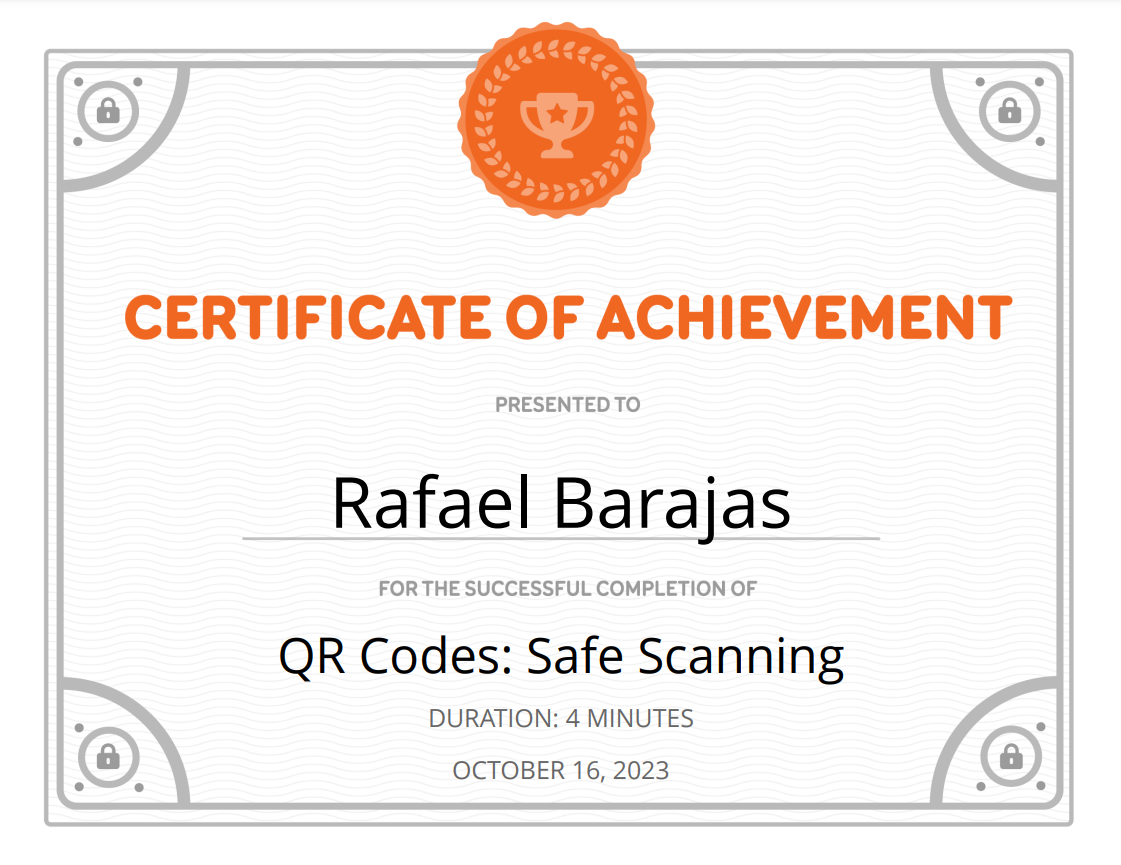 CERTIFICATE OF ACHIEVEMENT
PRESENTED TO
Rafael Barajas
FOR THE SUCCESSFUL COMPLETION OF
QR Codes: Safe Scanning
DURATION: 4 MINUTES
OCTOBER 16, 2023